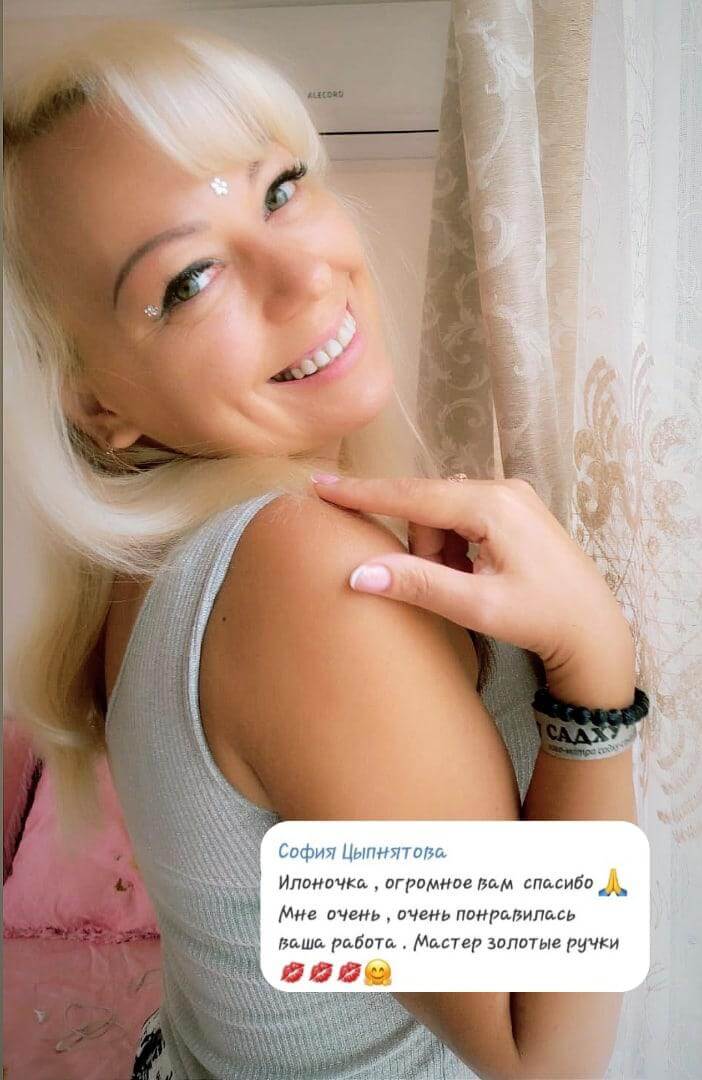 ALECORD
САДХУ
София Цыпнятова
Илоночка , огромное вам спасибо 🙏
Мне очень , очень понравилась
ваша работа . Мастер золотые ручки
💋💋💋🤗